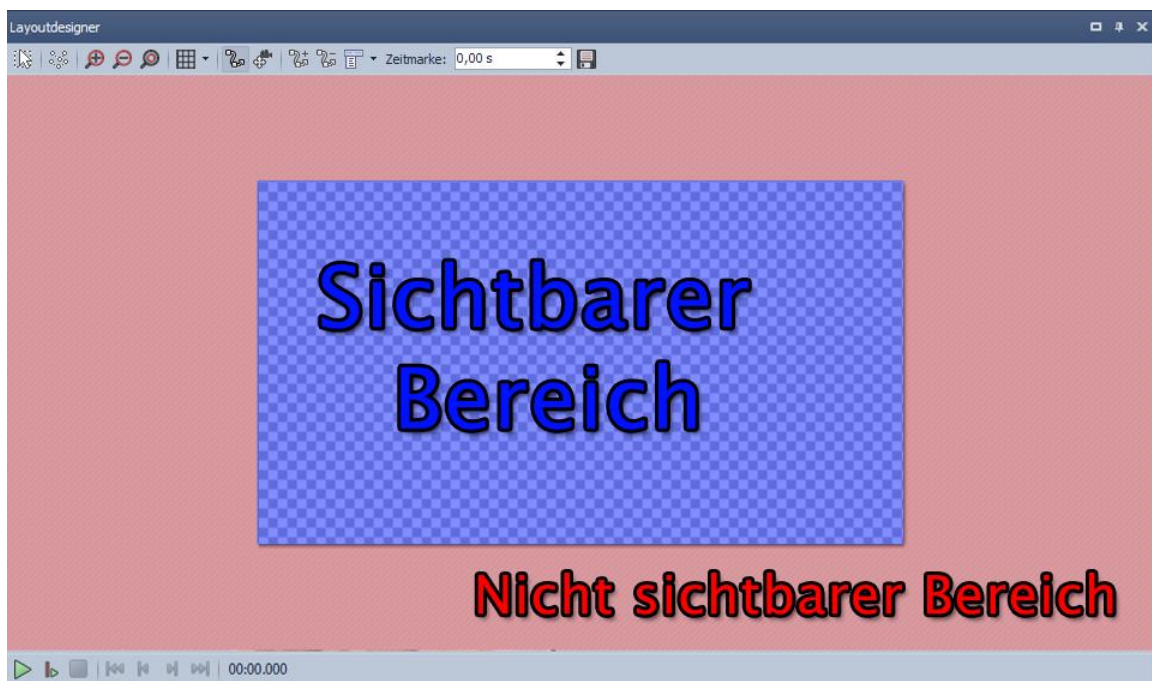 Layoutdesigner
Zeitmarke: 0,00 s
Sichtbarer
Bereich
Nicht sichtbarer Bereich
00:00.000